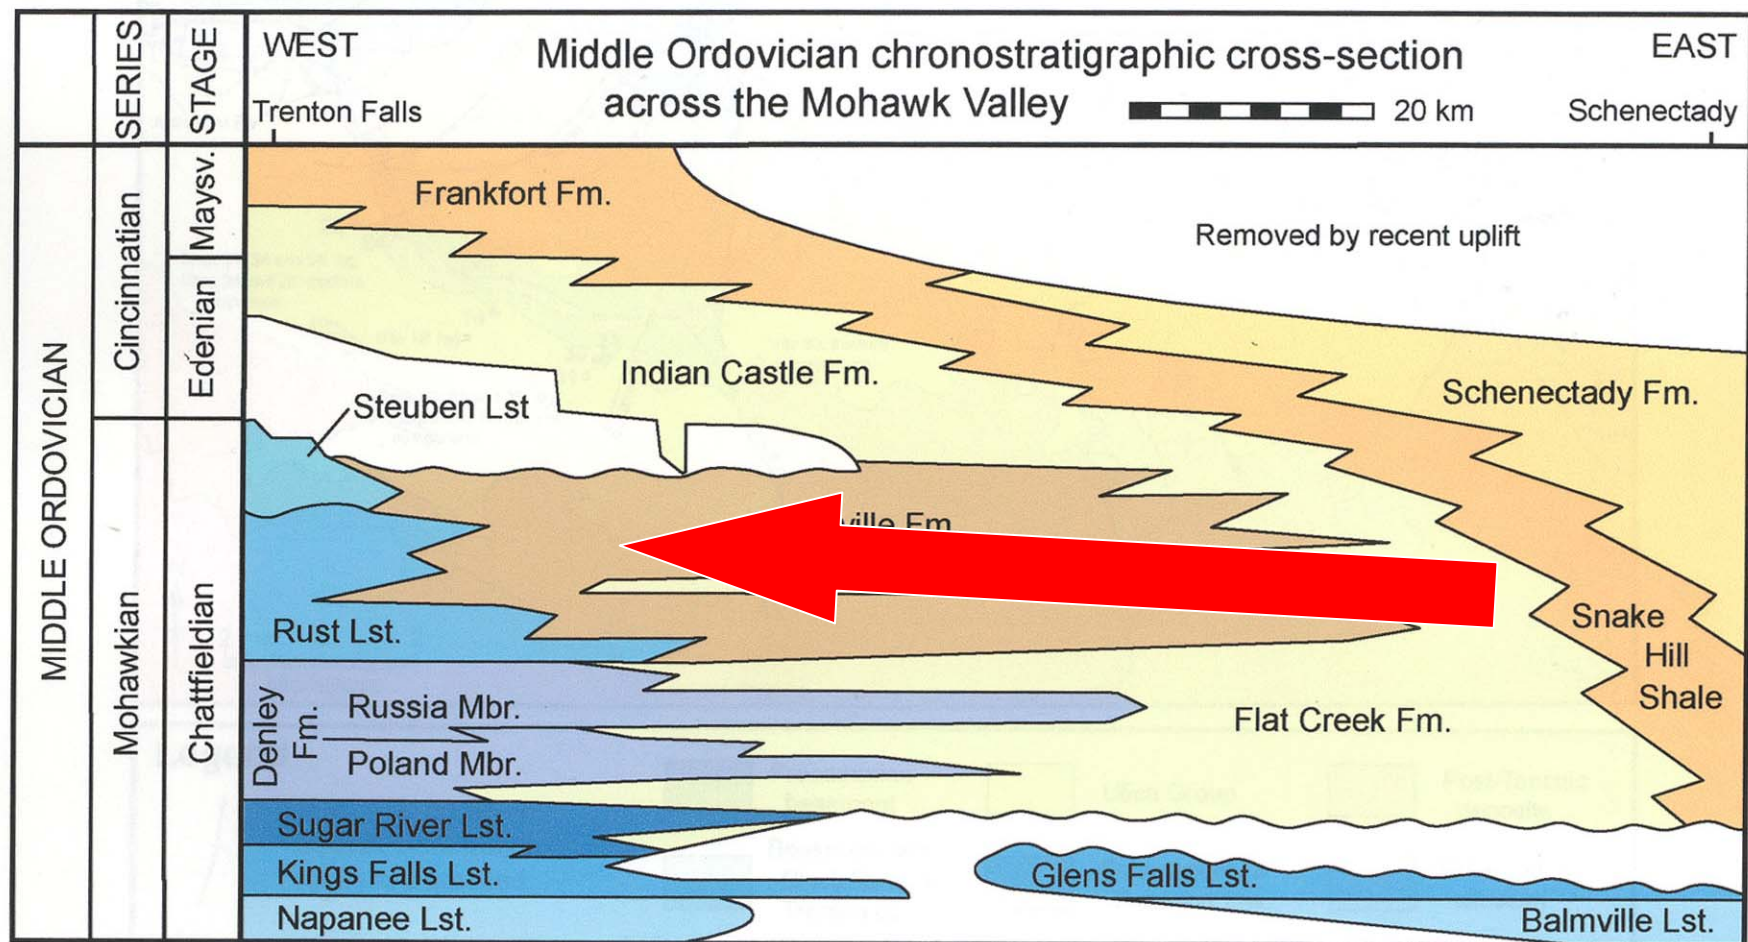 SERIES
STAGE
WEST
Middle Ordovician chronostratigraphic cross-section
EAST
Trenton Falls
across the Mohawk Valley
20 km
Schenectady
MIDDLE ORDOVICIAN
Cincinnatian
Mohawkian
Maysv.
Edenian
Chattfieldian
Frankfort Fm.
Removed by recent uplift
Indian Castle Fm.
Schenectady Fm.
Steuben Lst
ville Fm.
Rust Lst.
Snake
Hill
Shale
Denley
Fm.
Russia Mbr.
Flat Creek Fm.
Poland Mbr.
Sugar River Lst.
Kings Falls Lst.
Glens Falls Lst.
Napanee Lst.
Balmville Lst.